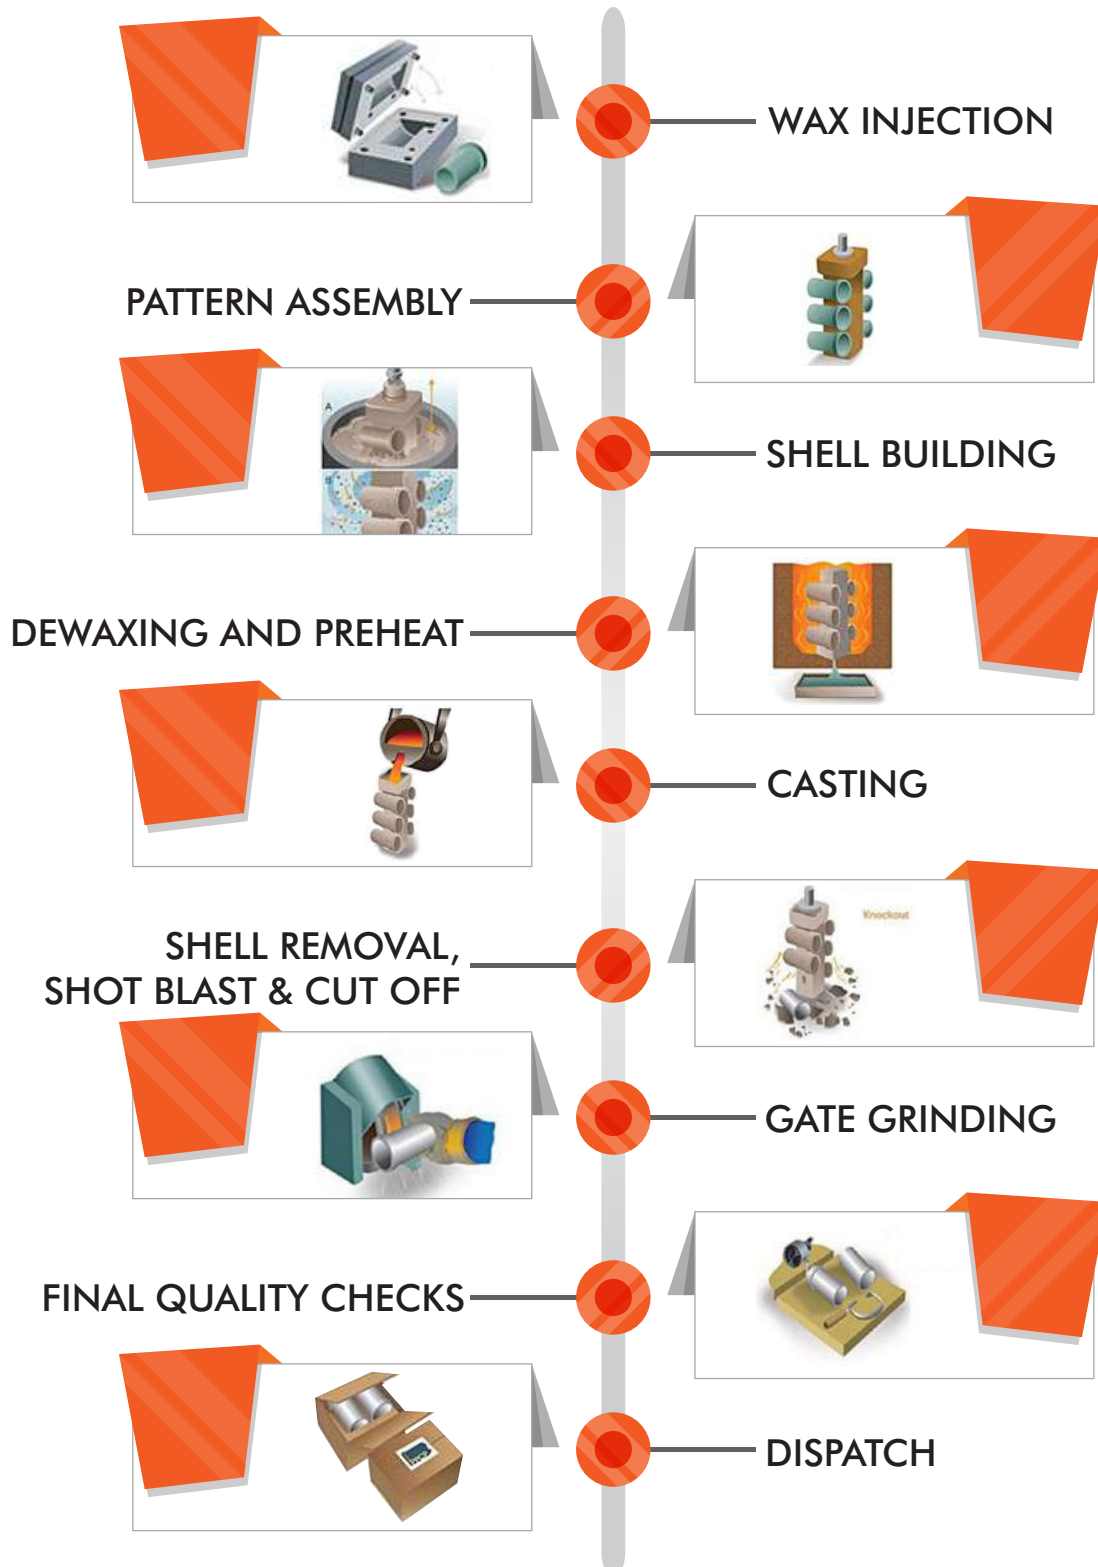 WAX INJECTION
PATTERN ASSEMBLY
A
SHELL BUILDING
B
DEWAXING AND PREHEAT
CASTING
Knockout
SHELL REMOVAL,
SHOT BLAST & CUT OFF
GATE GRINDING
FINAL QUALITY CHECKS
DISPATCH